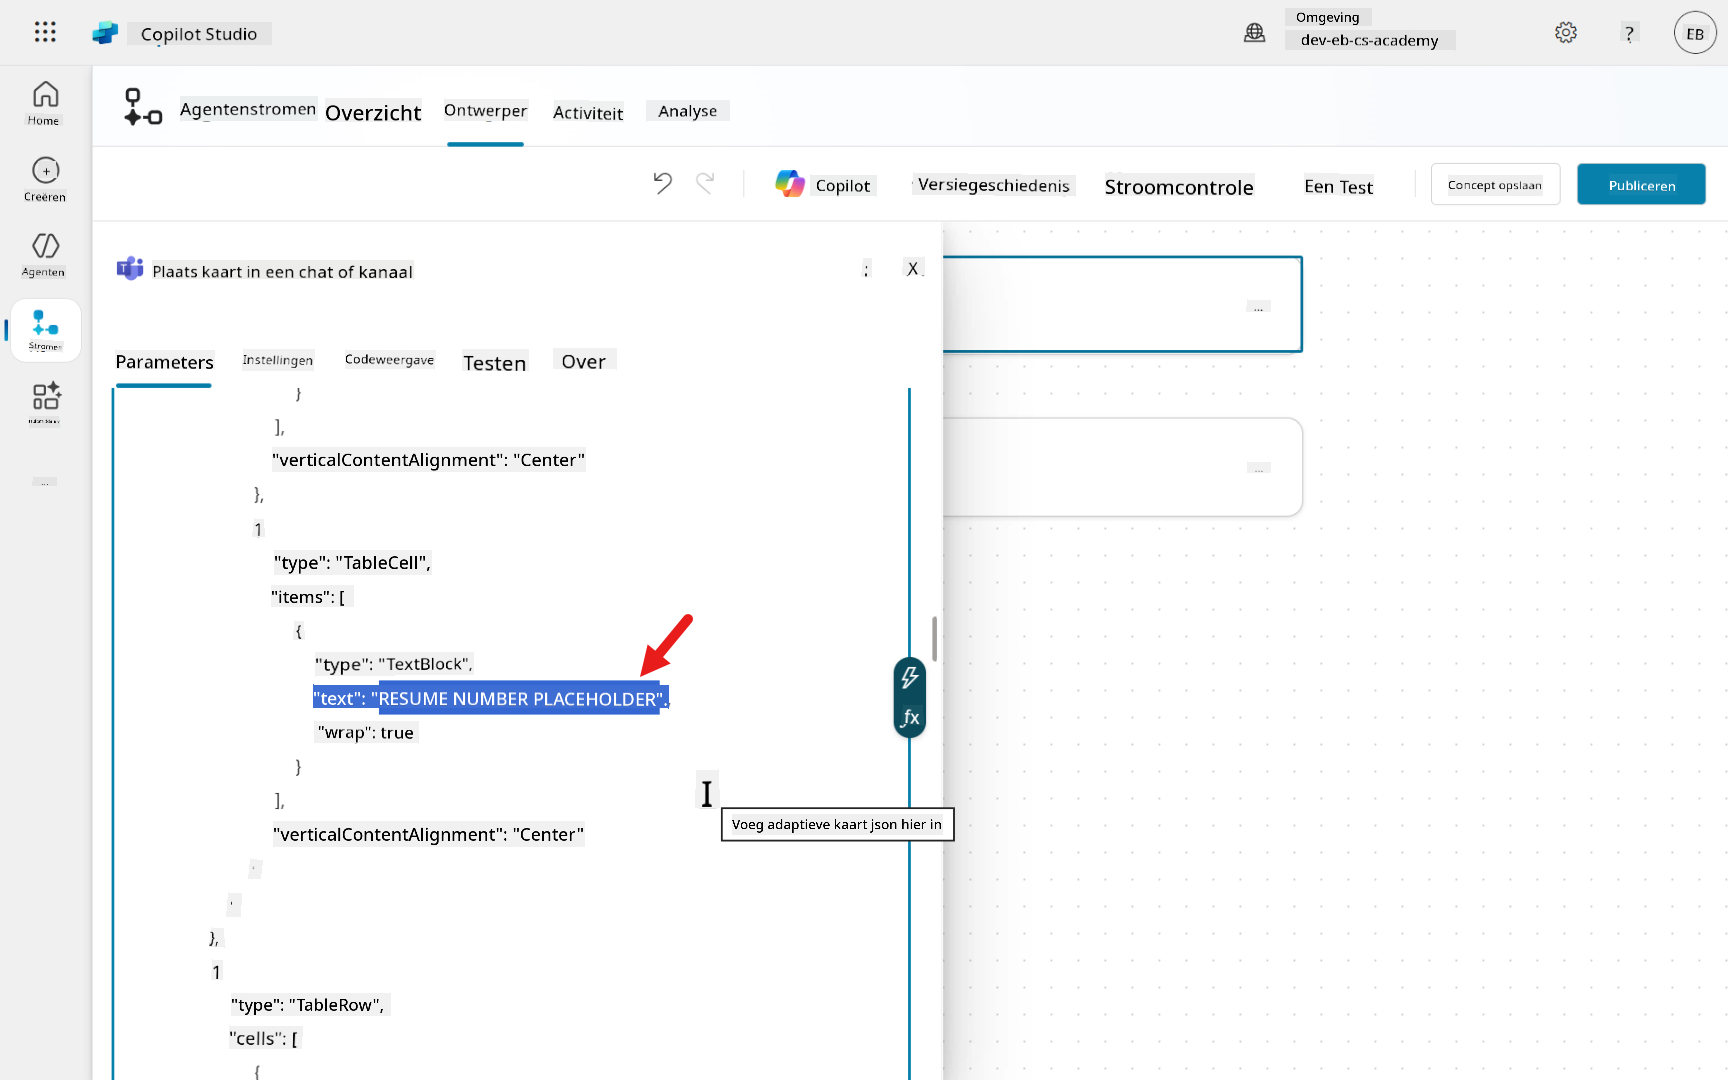 Copilot Studio
Omgeving
dev-eb-cs-academy
?
EB
Home
Creëren
Agenten
Stromen
Agentenstromen
Overzicht
Ontwerper
Activiteit
Analyse
Copilot
Versiegeschiedenis
Stroomcontrole
Een Test
Concept opslaan
Publiceren
Plaats kaart in een chat of kanaal
:
X
Parameters
Instellingen
Codeweergave
Testen
Over
}
],
"verticalContentAlignment": "Center"
},
1
"type": "TableCell",
"items": [
{
"type": "TextBlock",
"text": "RESUME NUMBER PLACEHOLDER",
"wrap": true
}
],
"verticalContentAlignment": "Center"
},
1
"type": "TableRow",
"cells": [
{
fx
Voeg adaptieve kaart json hier in
...
...
...